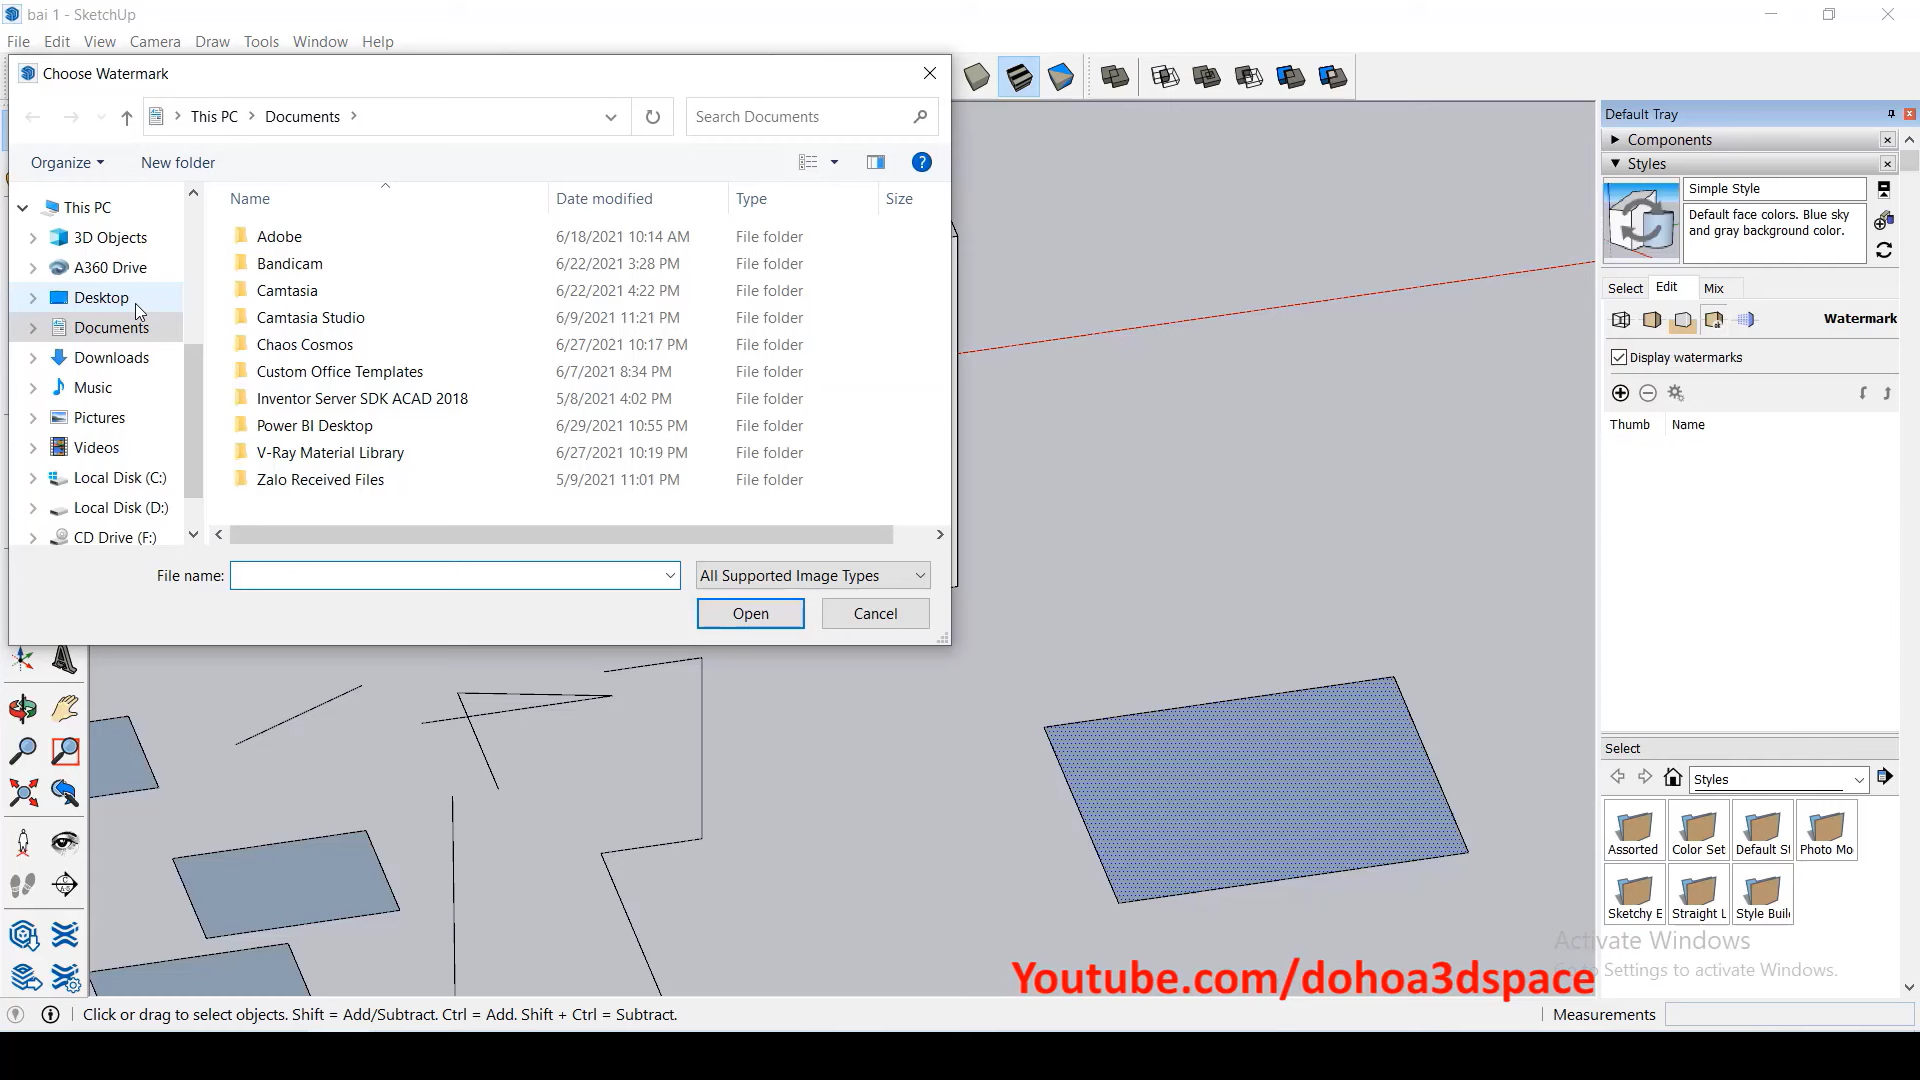 bai 1 - SketchUp
File Edit View Camera Draw Tools Window Help
Choose Watermark
This PC Documents
Search Documents
Organize New folder
Name Date modified Type Size
This PC
3D Objects
A360 Drive
Desktop
Documents
Downloads
Music
Pictures
Videos
Local Disk (C:)
Local Disk (D:)
CD Drive (F:)
Adobe 6/18/2021 10:14 AM File folder
Bandicam 6/22/2021 3:28 PM File folder
Camtasia 6/22/2021 4:22 PM File folder
Camtasia Studio 6/9/2021 11:21 PM File folder
Chaos Cosmos 6/27/2021 10:17 PM File folder
Custom Office Templates 6/7/2021 8:34 PM File folder
Inventor Server SDK ACAD 2018 5/8/2021 4:02 PM File folder
Power BI Desktop 6/29/2021 10:55 PM File folder
V-Ray Material Library 6/27/2021 10:19 PM File folder
Zalo Received Files 5/9/2021 11:01 PM File folder
File name:
All Supported Image Types
Open Cancel
Default Tray
Components
Styles
Simple Style
Default face colors. Blue sky
and gray background color.
Select Edit Mix
Watermark
Display watermarks
Thumb Name
Select
Styles
Assorted Color Set Default St Photo Mo
Sketchy E Straight L Style Buil
Activate Windows
Settings to activate Windows.
Youtube.com/dohoa3dspace
Click or drag to select objects. Shift = Add/Subtract. Ctrl = Add. Shift + Ctrl = Subtract.
Measurements